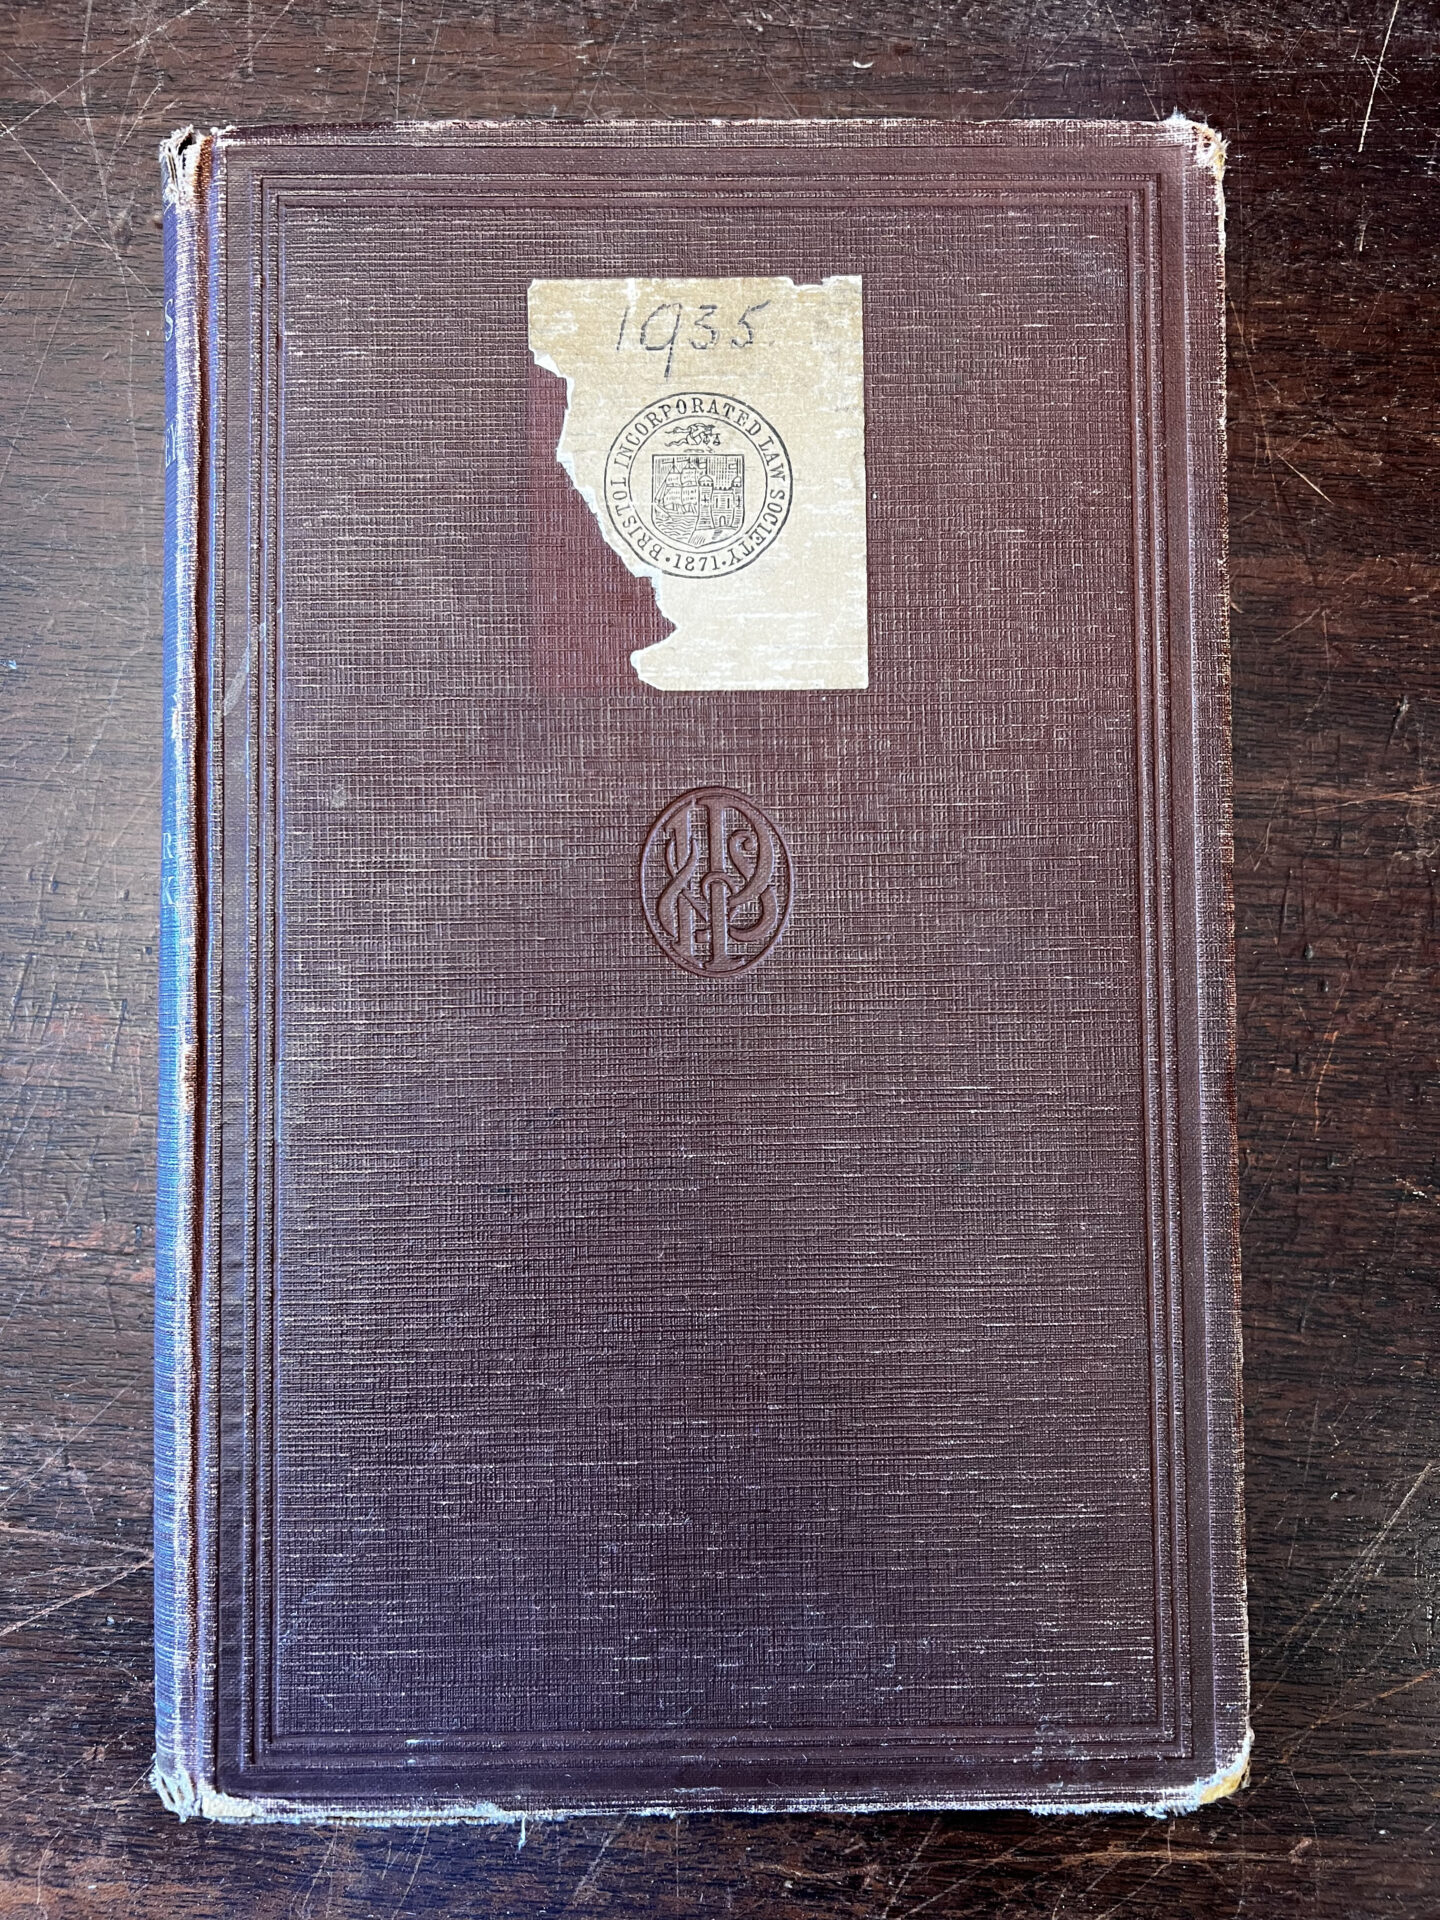 1935.
BRISTOL INCORPORATED LAW SOCIETY
· 1871 ·
S
R
K